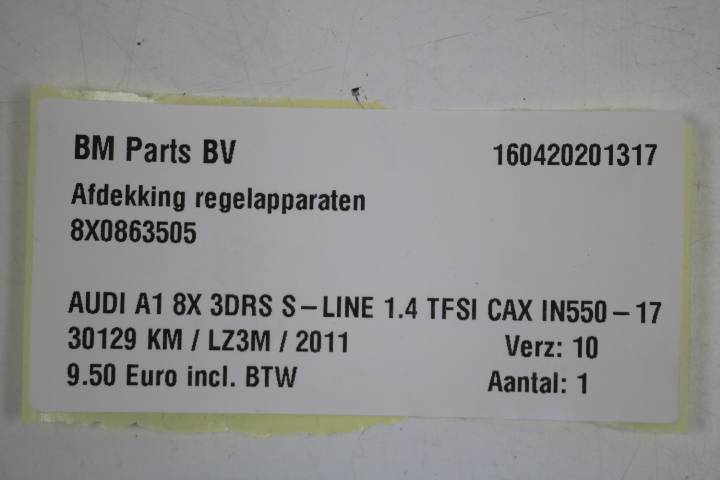 BM Parts BV 160420201317
Afdekking regelapparaten
8X0863505
AUDI A1 8X 3DRS S-LINE 1.4 TFSI CAX IN550-17
30129 KM / LZ3M / 2011 Verz: 10
9.50 Euro incl. BTW Aantal: 1